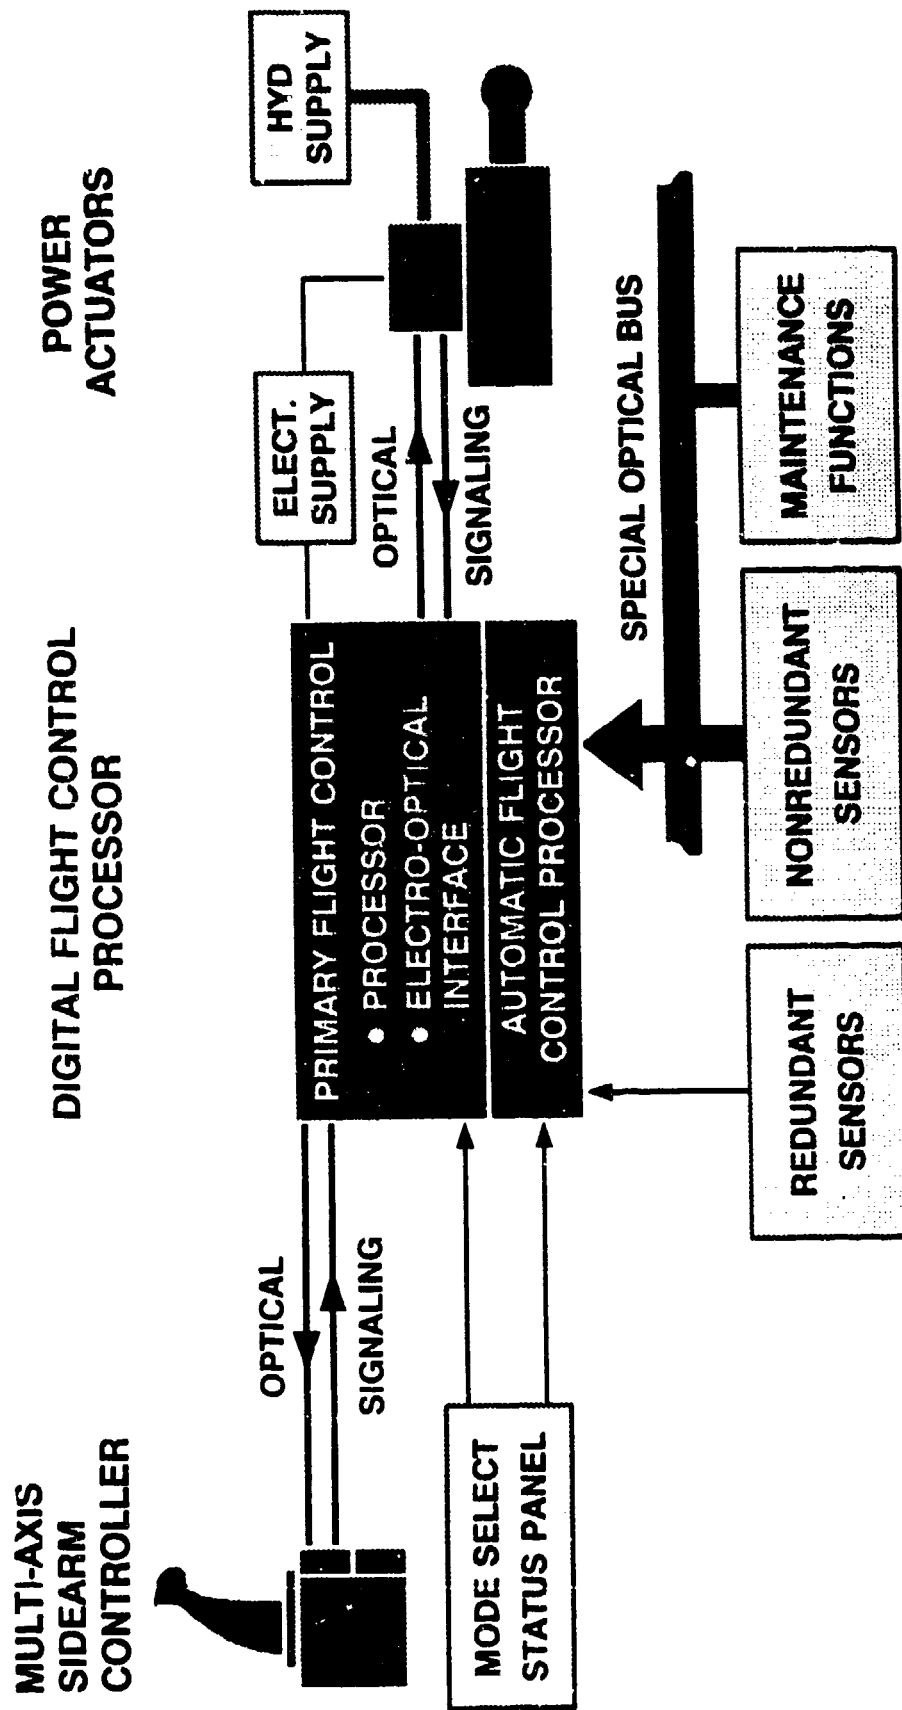 MULTI-AXIS
SIDEARM
CONTROLLER
DIGITAL FLIGHT CONTROL
PROCESSOR
POWER
ACTUATORS
HYD
SUPPLY
ELECT.
SUPPLY
OPTICAL
SIGNALING
OPTICAL
SIGNALING
PRIMARY FLIGHT CONTROL
● PROCESSOR
● ELECTRO-OPTICAL
INTERFACE
AUTOMATIC FLIGHT
CONTROL PROCESSOR
MODE SELECT
STATUS PANEL
SPECIAL OPTICAL BUS
REDUNDANT
SENSORS
NONREDUNDANT
SENSORS
MAINTENANCE
FUNCTIONS